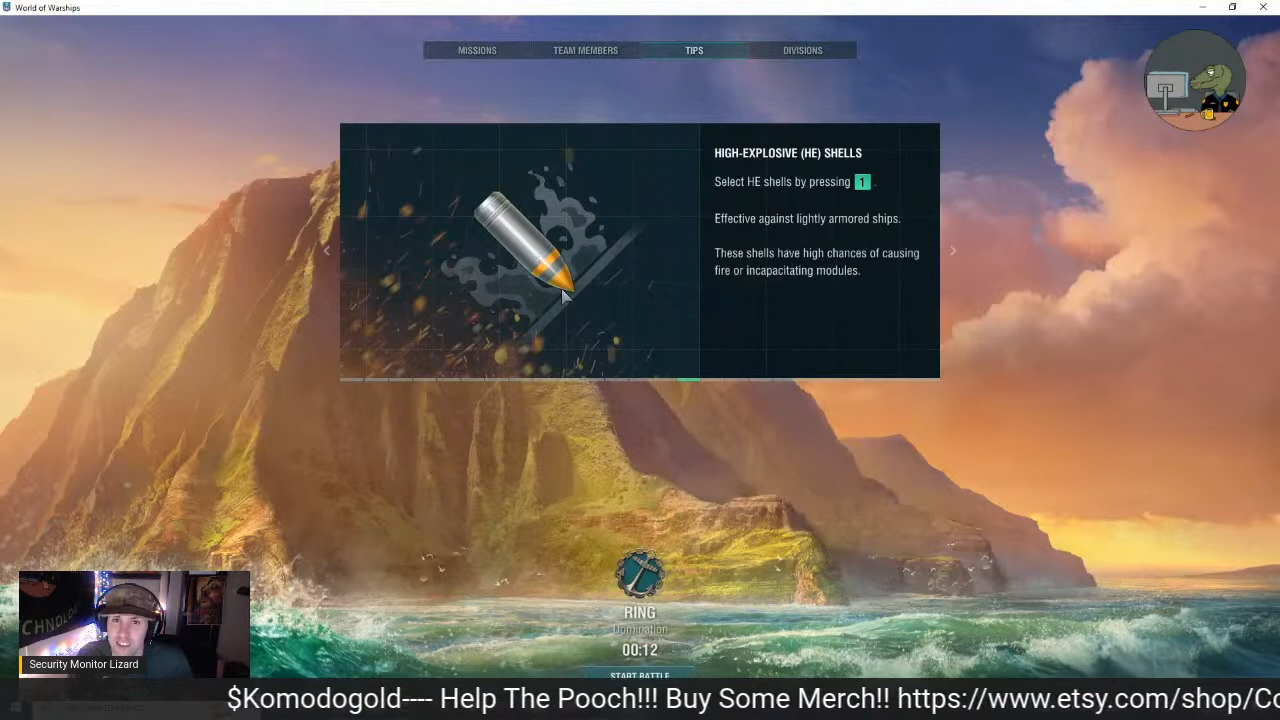 World of Warships
MISSIONS
TEAM MEMBERS
TIPS
DIVISIONS
HIGH-EXPLOSIVE (HE) SHELLS
Select HE shells by pressing 1 .
Effective against lightly armored ships.
These shells have high chances of causing
fire or incapacitating modules.
CHNOLOG
RING
Domination
00:12
START BATTLE
Security Monitor Lizard
$Komodogold---- Help The Pooch!!! Buy Some Merch!! https://www.etsy.com/shop/Co